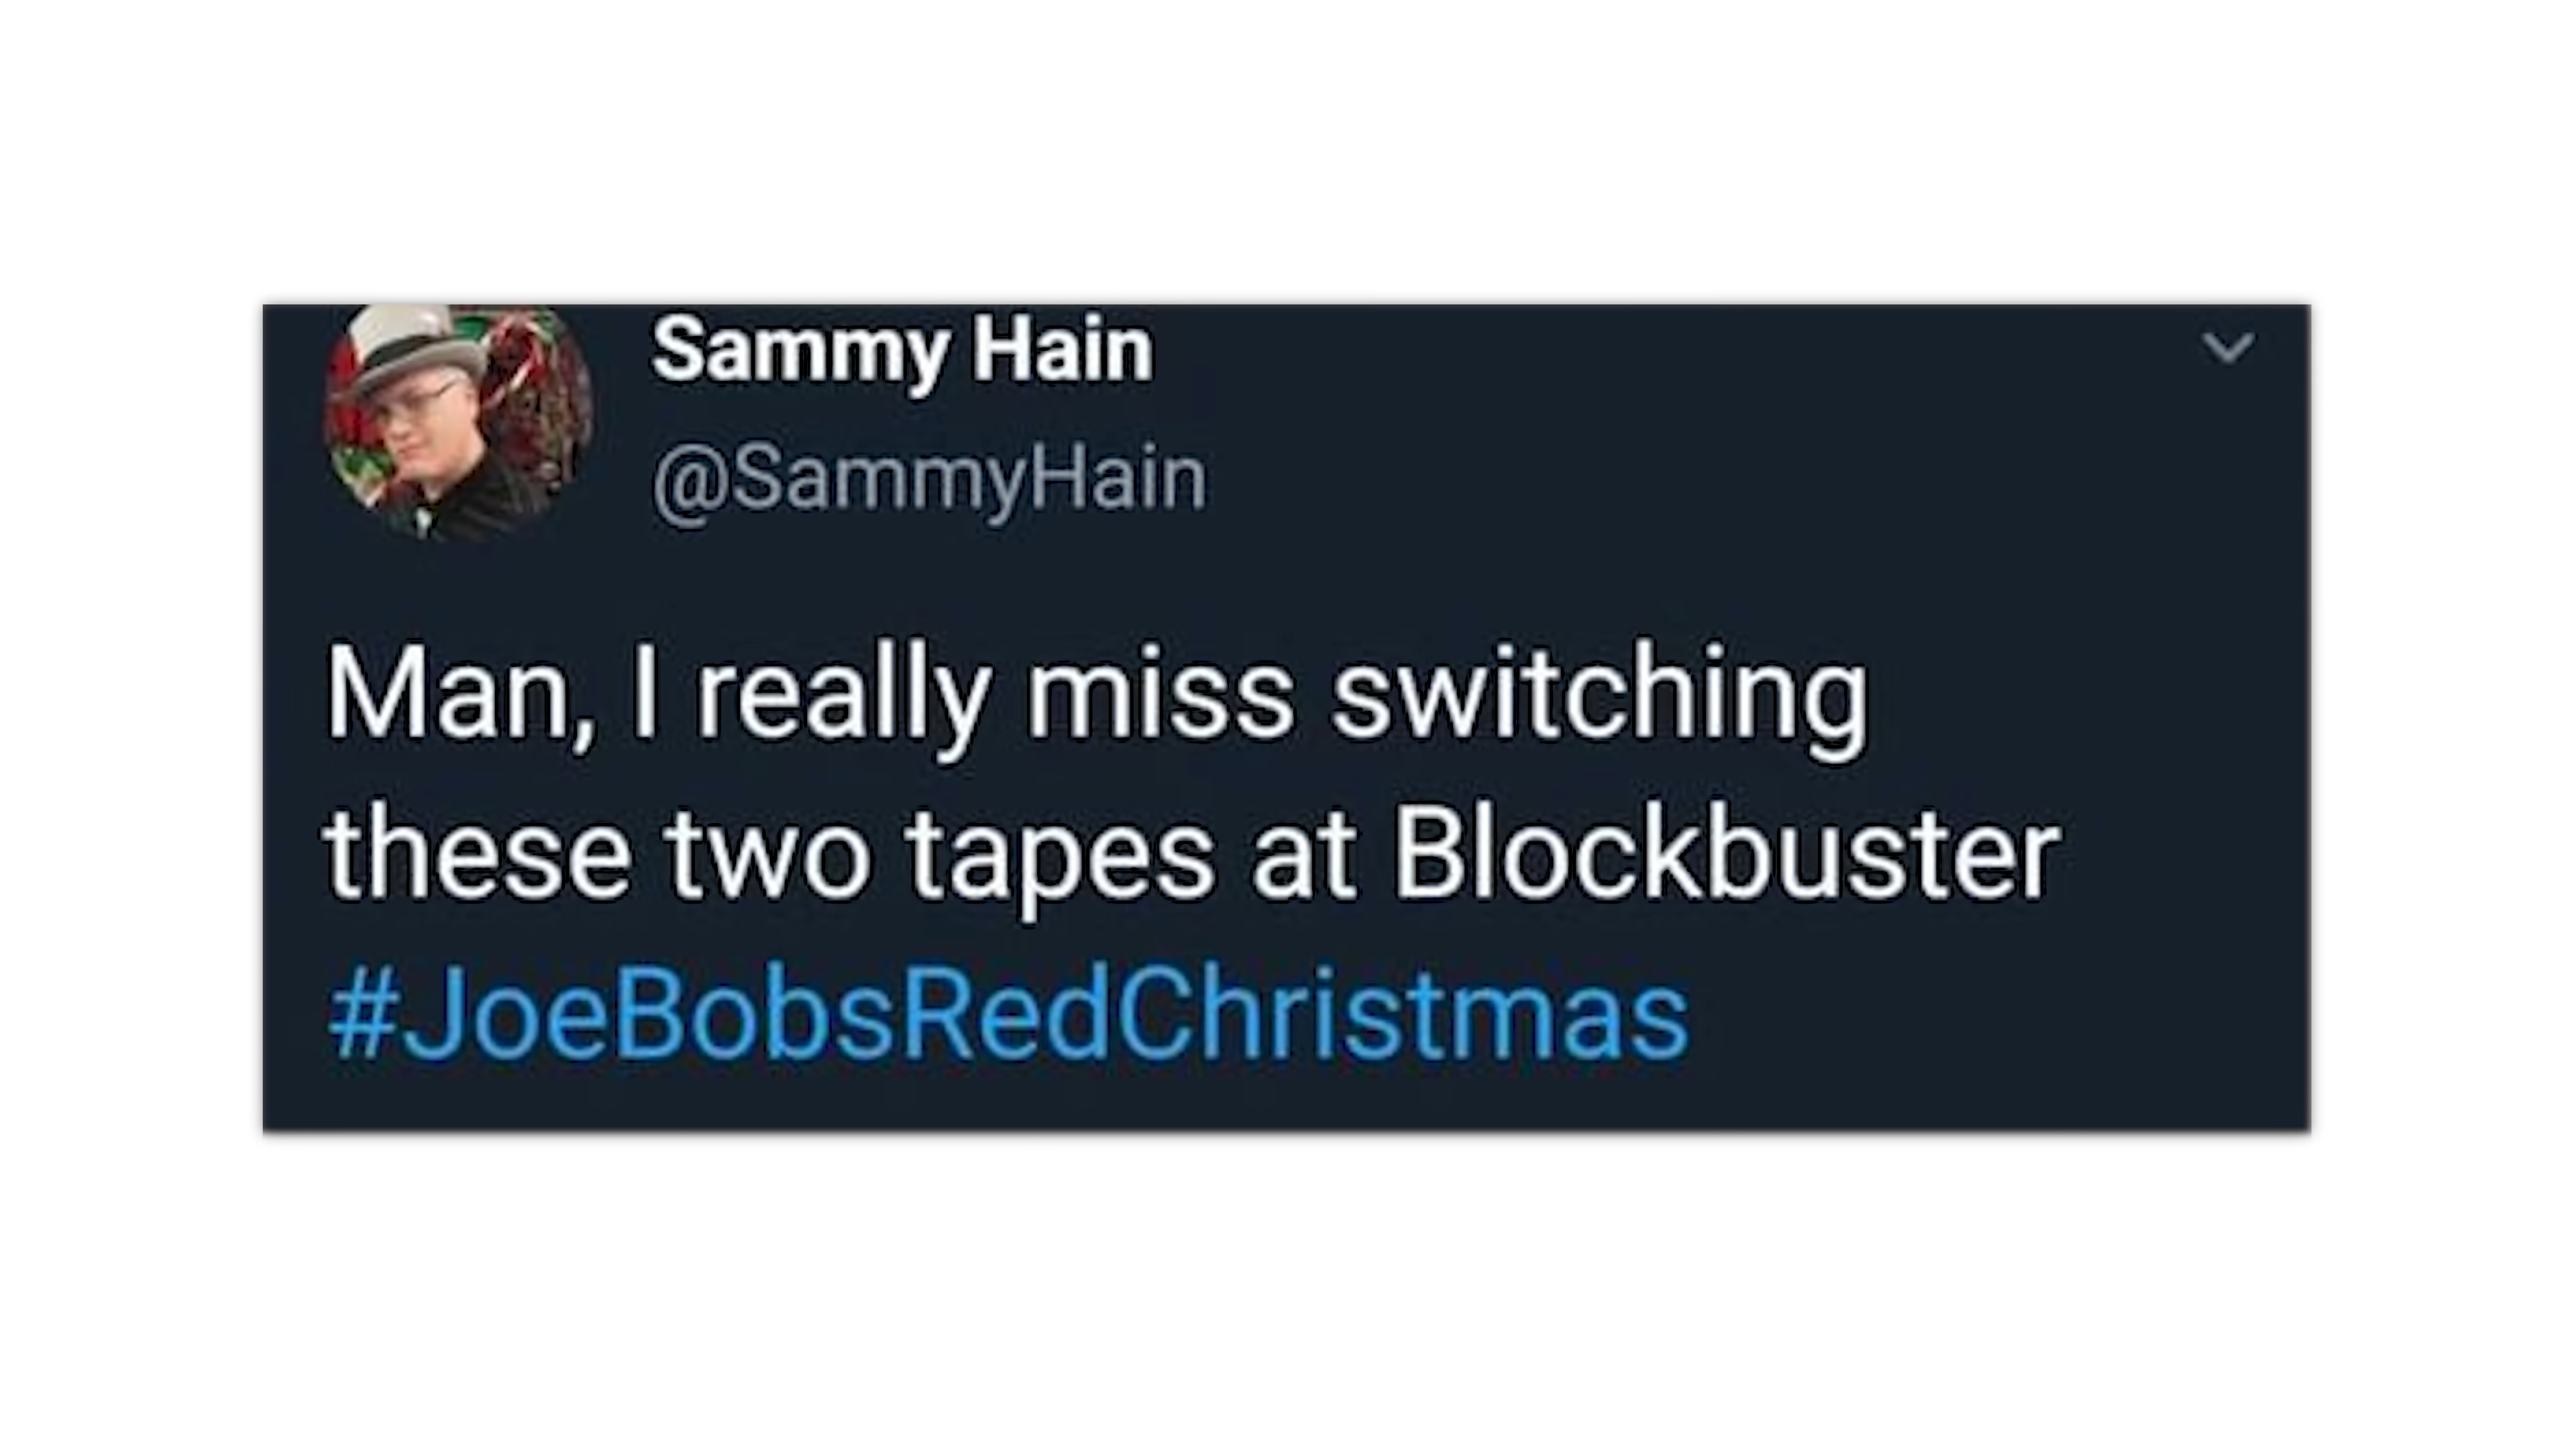 Sammy Hain
@SammyHain
Man, I really miss switching
these two tapes at Blockbuster
#JoeBobsRedChristmas